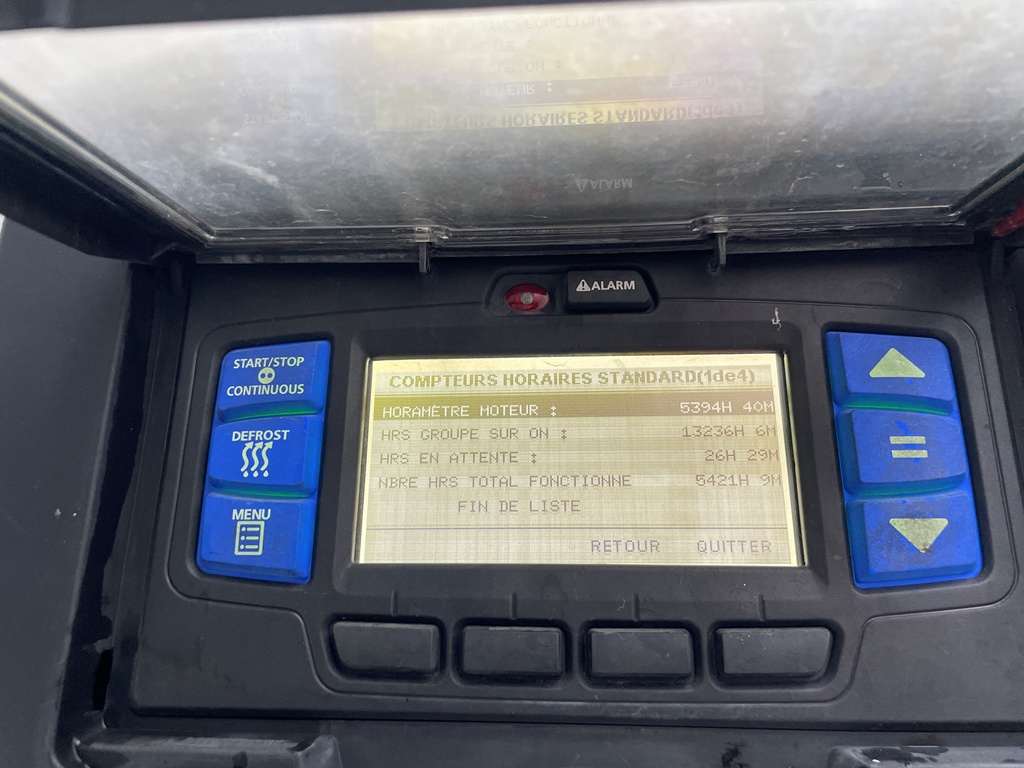 ALARM
START/STOP
CONTINUOUS
DEFROST
MENU
COMPTEURS HORAIRES STANDARD(1de4)
HORAMÈTRE MOTEUR : 5394H 40M
HRS GROUPE SUR ON : 13236H 6M
HRS EN ATTENTE : 26H 29M
NBRE HRS TOTAL FONCTIONNE 5421H 9M
FIN DE LISTE
RETOUR QUITTER